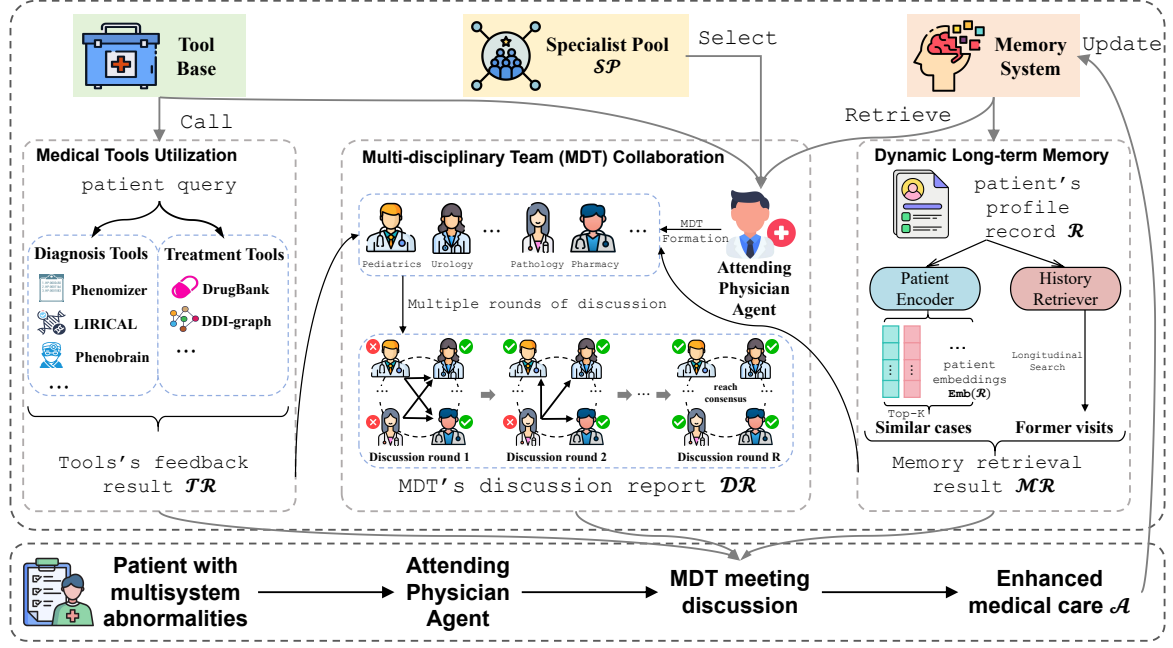 Tool
Base
Specialist Pool
𝒮𝒫
Select
Memory
System
Update
Call
Retrieve
Medical Tools Utilization
patient query
Diagnosis Tools
Phenomizer
LIRICAL
Phenobrain
...
Treatment Tools
DrugBank
DDI-graph
...
Tools's feedback
result 𝒯ℛ
Multi-disciplinary Team (MDT) Collaboration
Pediatrics
Urology
...
Pathology
Pharmacy
...
MDT
Formation
Attending
Physician
Agent
Multiple rounds of discussion
... ...
Discussion round 1
... ...
Discussion round 2
...
reach
consensus
... ...
Discussion round R
MDT's discussion report 𝒟ℛ
Dynamic Long-term Memory
patient's
profile
record ℛ
Patient
Encoder
History
Retriever
...
patient
embeddings
Emb(ℛ)
Top-K
Similar cases
Longitudinal
Search
Former visits
Memory retrieval
result ℳℛ
Patient with
multisystem
abnormalities
Attending
Physician
Agent
MDT meeting
discussion
Enhanced
medical care 𝒜